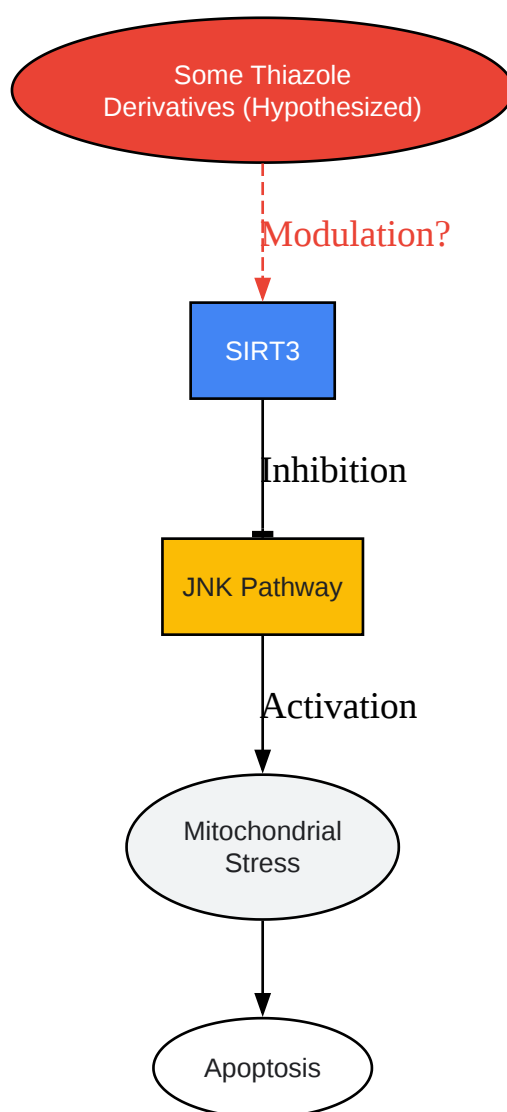 Some Thiazole
Derivatives (Hypothesized)
Modulation?
SIRT3
Inhibition
JNK Pathway
Activation
Mitochondrial
Stress
Apoptosis